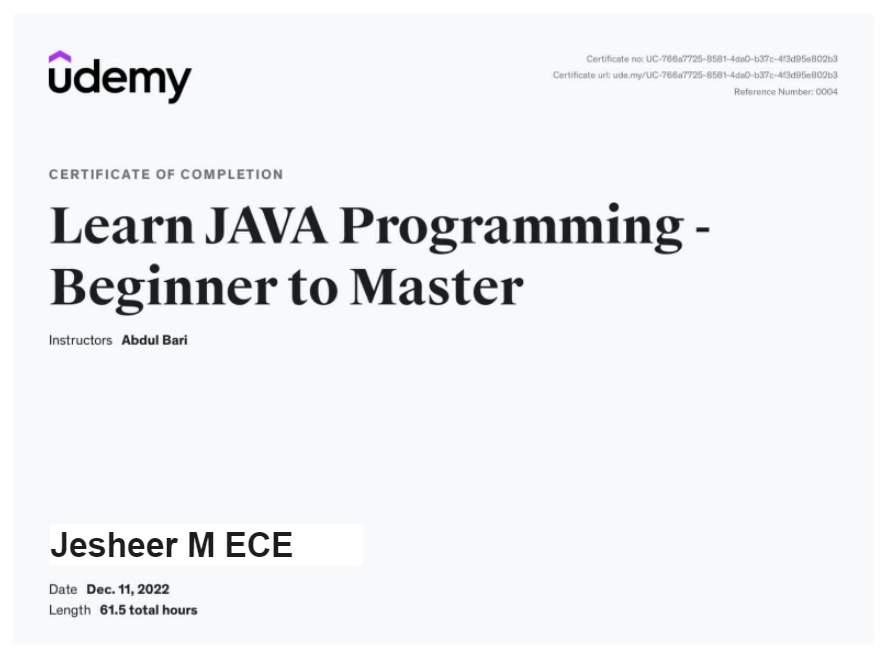 udemy
Certificate no: UC-766a7725-8581-4da0-b37c-4f3d95e802b3
Certificate url: ude.my/UC-766a7725-8581-4da0-b37c-4f3d95e802b3
Reference Number: 0004
CERTIFICATE OF COMPLETION
Learn JAVA Programming -
Beginner to Master
Instructors Abdul Bari
Jesheer M ECE
Date Dec. 11, 2022
Length 61.5 total hours